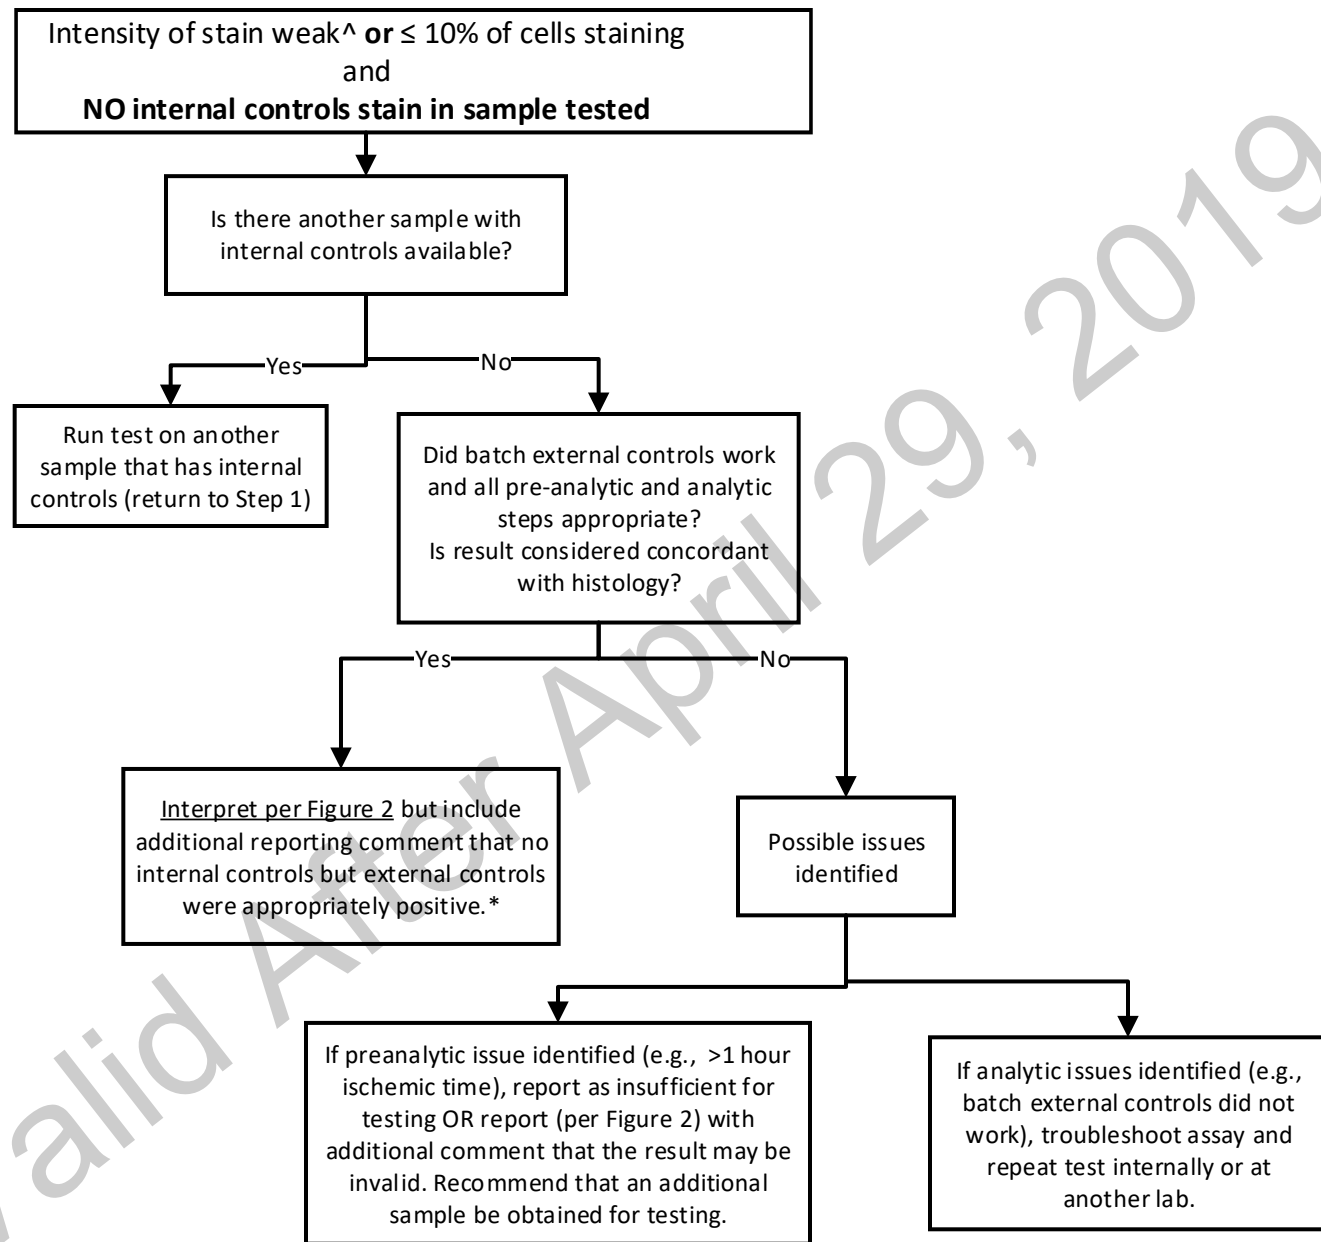 Intensity of stain weak^ or ≤ 10% of cells staining
and
NO internal controls stain in sample tested
Is there another sample with
internal controls available?
Yes
No
Run test on another
sample that has internal
controls (return to Step 1)
Did batch external controls work
and all pre-analytic and analytic
steps appropriate?
Is result considered concordant
with histology?
Yes
No
Interpret per Figure 2 but include
additional reporting comment that no
internal controls but external controls
were appropriately positive.*
Possible issues
identified
If preanalytic issue identified (e.g., >1 hour
ischemic time), report as insufficient for
testing OR report (per Figure 2) with
additional comment that the result may be
invalid. Recommend that an additional
sample be obtained for testing.
If analytic issues identified (e.g.,
batch external controls did not
work), troubleshoot assay and
repeat test internally or at
another lab.
valid After April 29, 2019